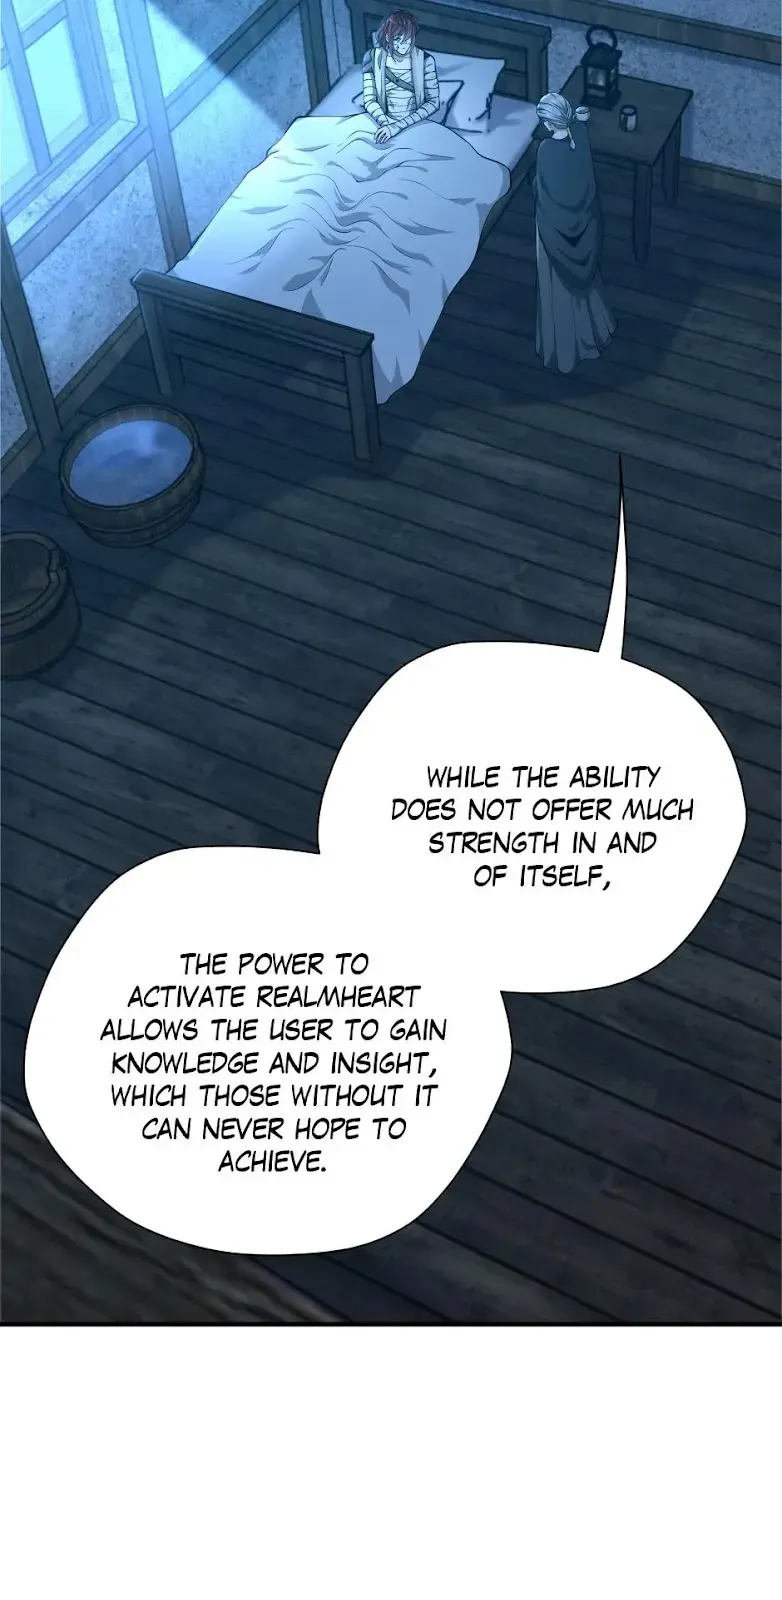 WHILE THE ABILITY
DOES NOT OFFER MUCH
STRENGTH IN AND
OF ITSELF,
THE POWER TO
ACTIVATE REALMHEART
ALLOWS THE USER TO GAIN
KNOWLEDGE AND INSIGHT,
WHICH THOSE WITHOUT IT
CAN NEVER HOPE TO
ACHIEVE.